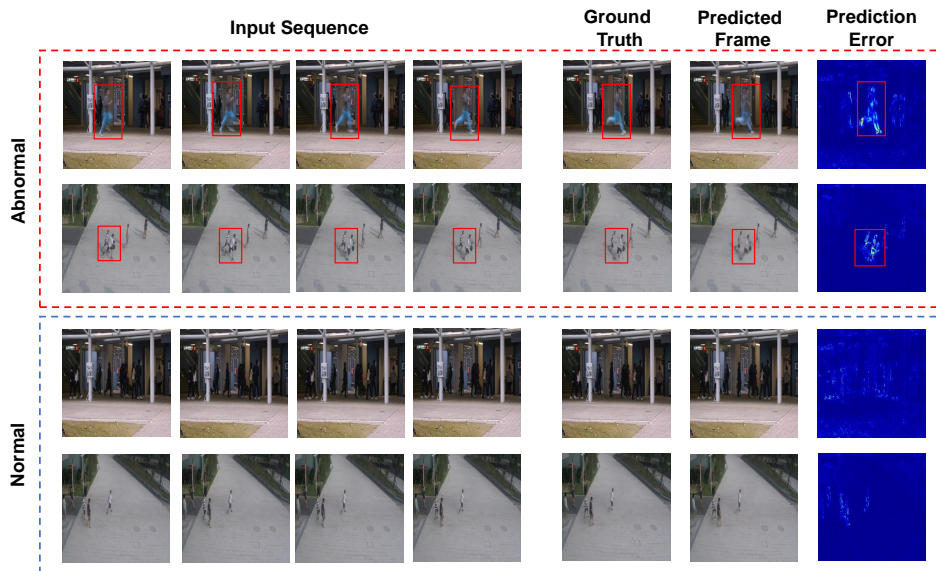 Input Sequence
Ground Truth
Predicted Frame
Prediction Error
Abnormal
Normal